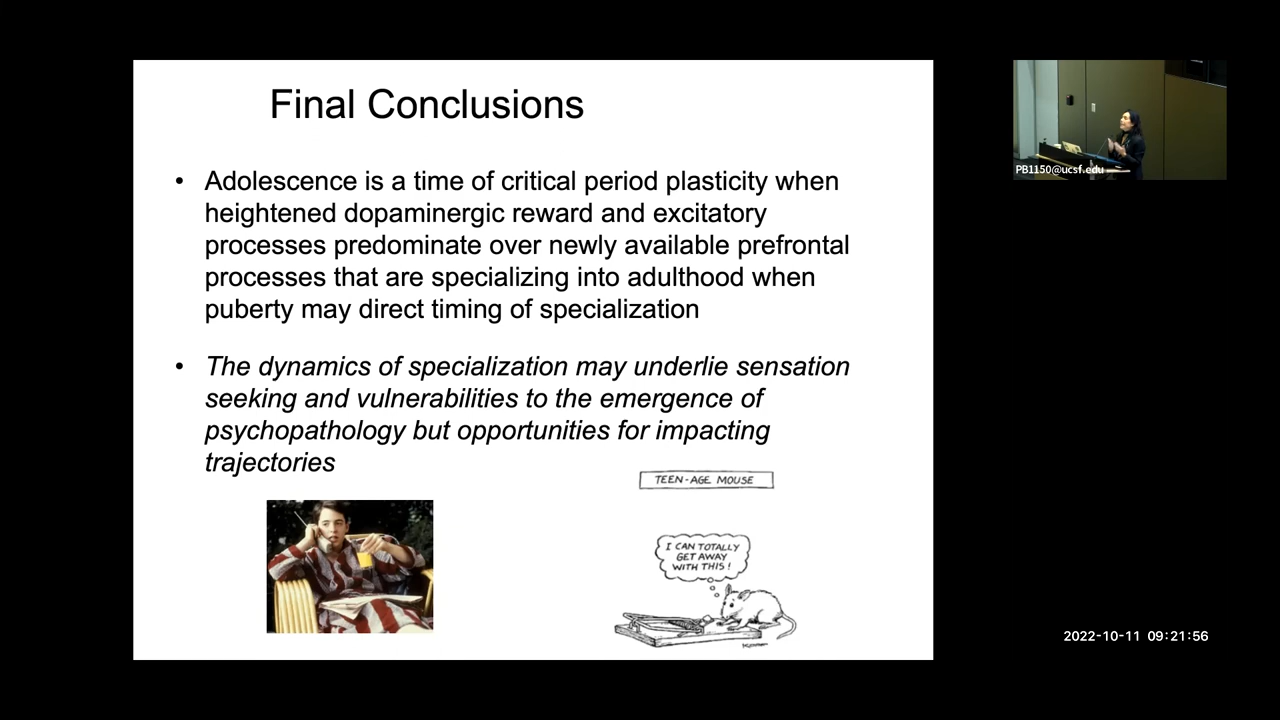 Final Conclusions
• Adolescence is a time of critical period plasticity when
heightened dopaminergic reward and excitatory
processes predominate over newly available prefrontal
processes that are specializing into adulthood when
puberty may direct timing of specialization
• The dynamics of specialization may underlie sensation
seeking and vulnerabilities to the emergence of
psychopathology but opportunities for impacting
trajectories
TEEN-AGE MOUSE
I CAN TOTALLY
GET AWAY
WITH THIS!
PB1150@ucsf.edu
2022-10-11 09:21:56